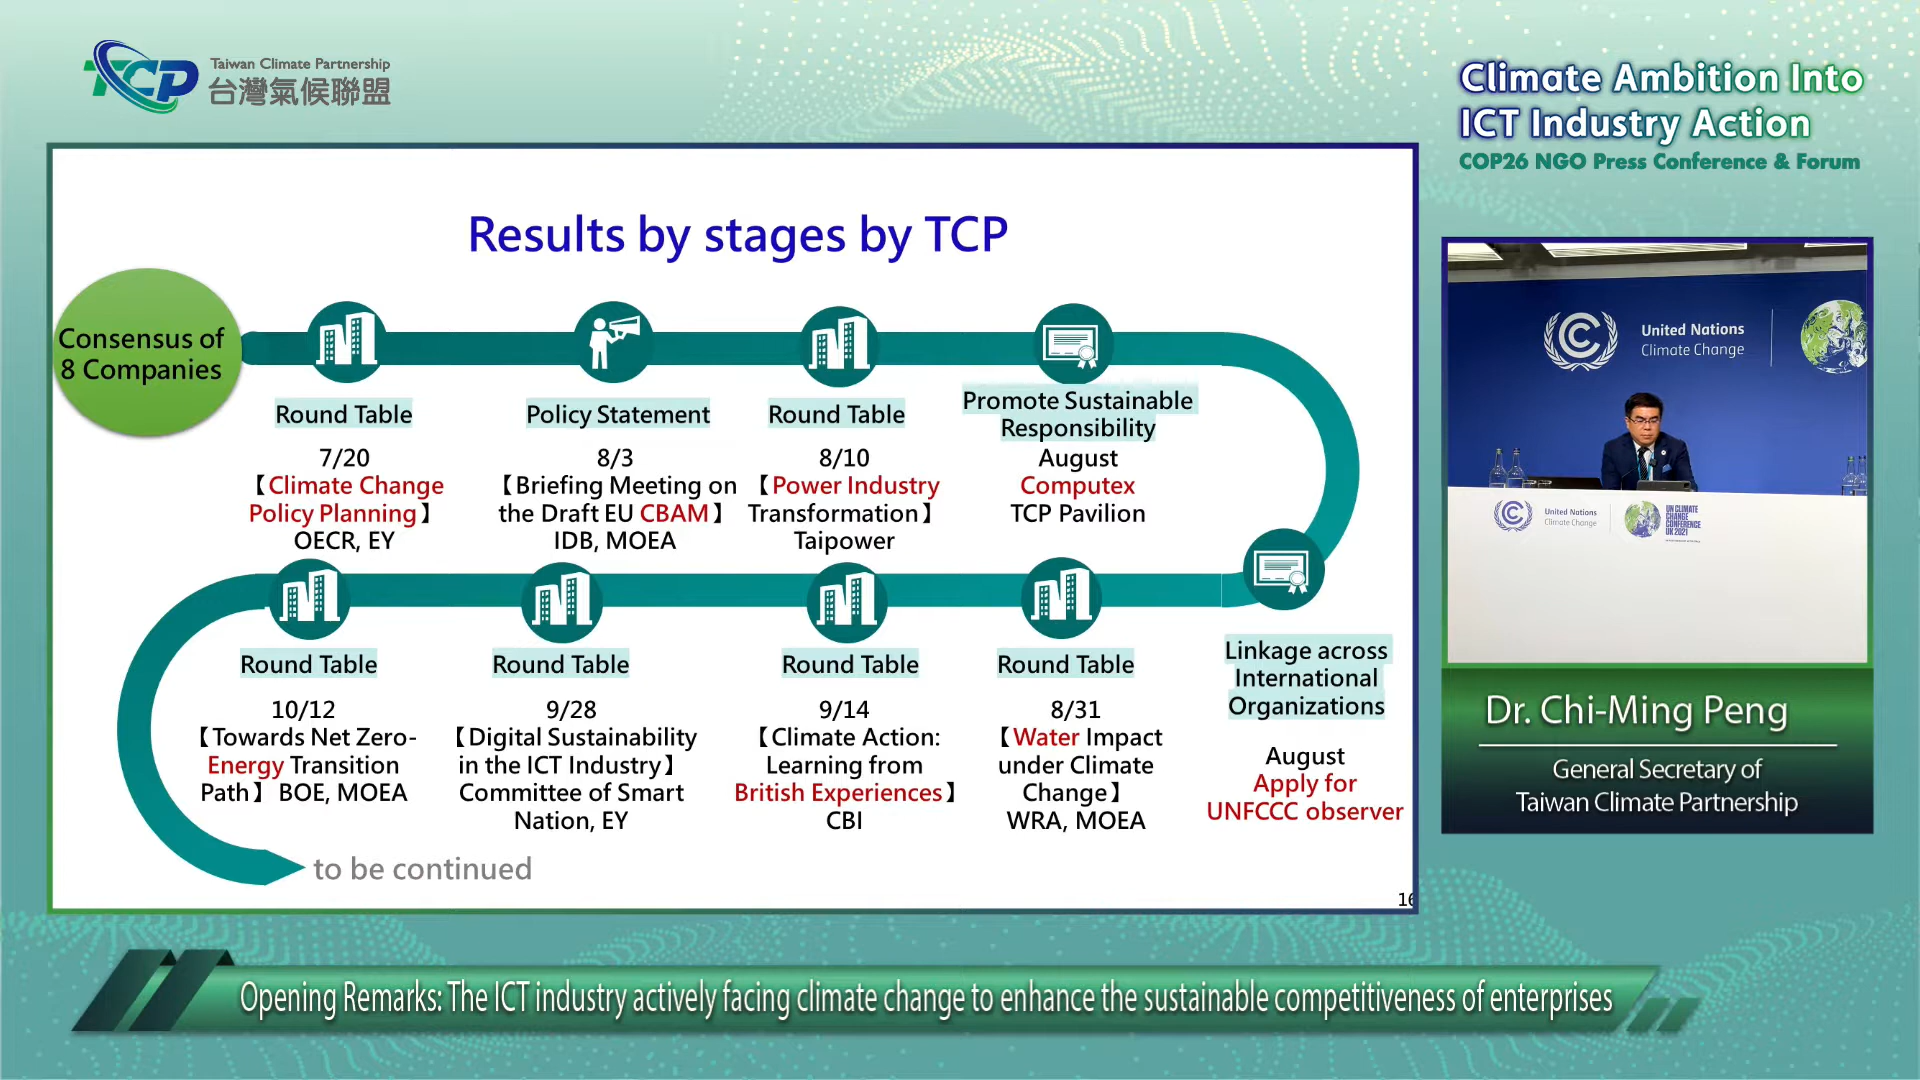 TCP
Taiwan Climate Partnership
台灣氣候聯盟
Climate Ambition Into
ICT Industry Action
COP26 NGO Press Conference & Forum
Results by stages by TCP
Consensus of
8 Companies
Round Table
7/20
【Climate Change
Policy Planning】
OECR, EY
Policy Statement
8/3
【Briefing Meeting on
the Draft EU CBAM】
IDB, MOEA
Round Table
8/10
【Power Industry
Transformation】
Taipower
Promote Sustainable
Responsibility
August
Computex
TCP Pavilion
Linkage across
International
Organizations
August
Apply for
UNFCCC observer
Round Table
8/31
【Water Impact
under Climate
Change】
WRA, MOEA
Round Table
9/14
【Climate Action:
Learning from
British Experiences】
CBI
Round Table
9/28
【Digital Sustainability
in the ICT Industry】
Committee of Smart
Nation, EY
Round Table
10/12
【Towards Net Zero-
Energy Transition
Path】BOE, MOEA
to be continued
16
United Nations
Climate Change
United Nations
Climate Change
UN CLIMATE
CHANGE
CONFERENCE
UK 2021
Dr. Chi-Ming Peng
General Secretary of
Taiwan Climate Partnership
Opening Remarks: The ICT industry actively facing climate change to enhance the sustainable competitiveness of enterprises